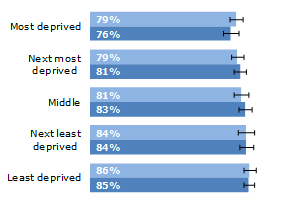 Most deprived
79%
76%
Next most
deprived
79%
81%
Middle
81%
83%
Next least
deprived
84%
84%
Least deprived
86%
85%